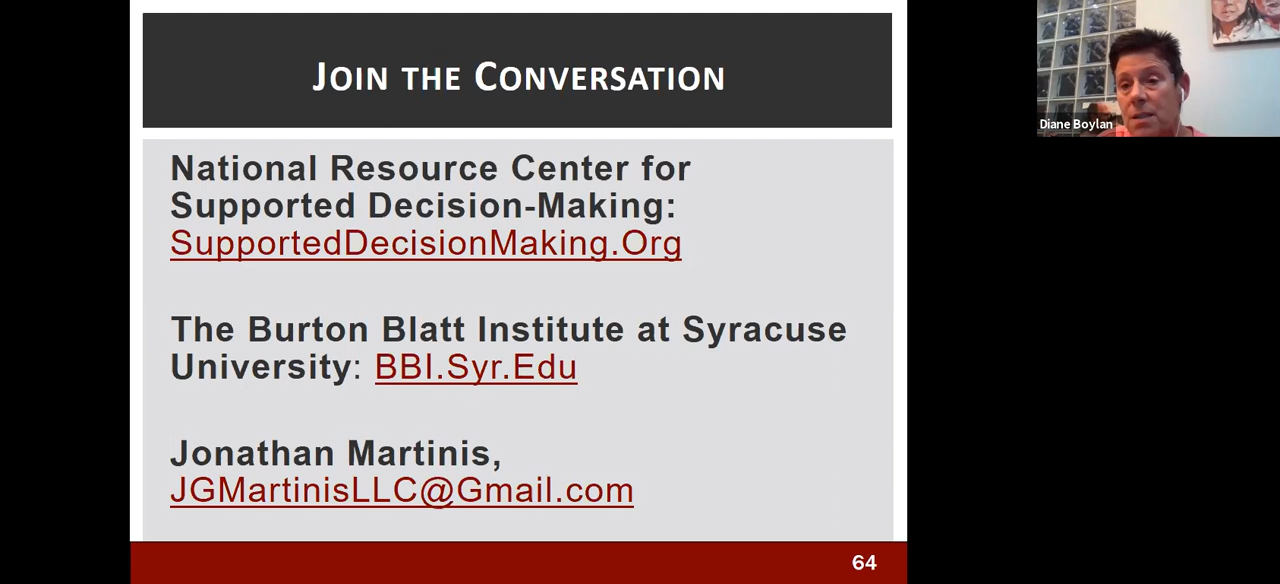 JOIN THE CONVERSATION
National Resource Center for
Supported Decision-Making:
SupportedDecisionMaking.Org
The Burton Blatt Institute at Syracuse
University: BBI.Syr.Edu
Jonathan Martinis,
JGMartinisLLC@Gmail.com
64
Diane Boylan